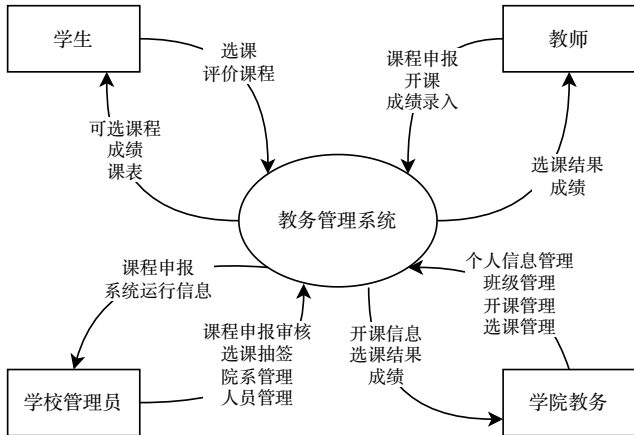 学生
教师
选课
评价课程
课程申报
开课
成绩录入
可选课程
成绩
课表
选课结果
成绩
教务管理系统
课程申报
系统运行信息
个人信息管理
班级管理
开课管理
选课管理
课程申报审核
选课抽签
院系管理
人员管理
开课信息
选课结果
成绩
学校管理员
学院教务